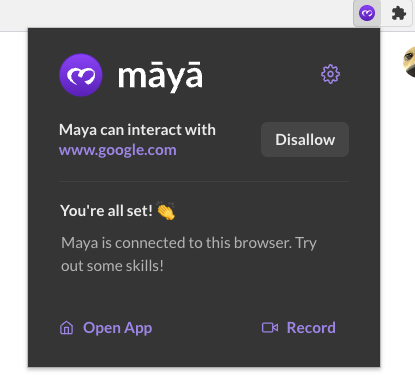 māyā
Maya can interact with
www.google.com
Disallow
You're all set! 👏
Maya is connected to this browser. Try
out some skills!
Open App
Record